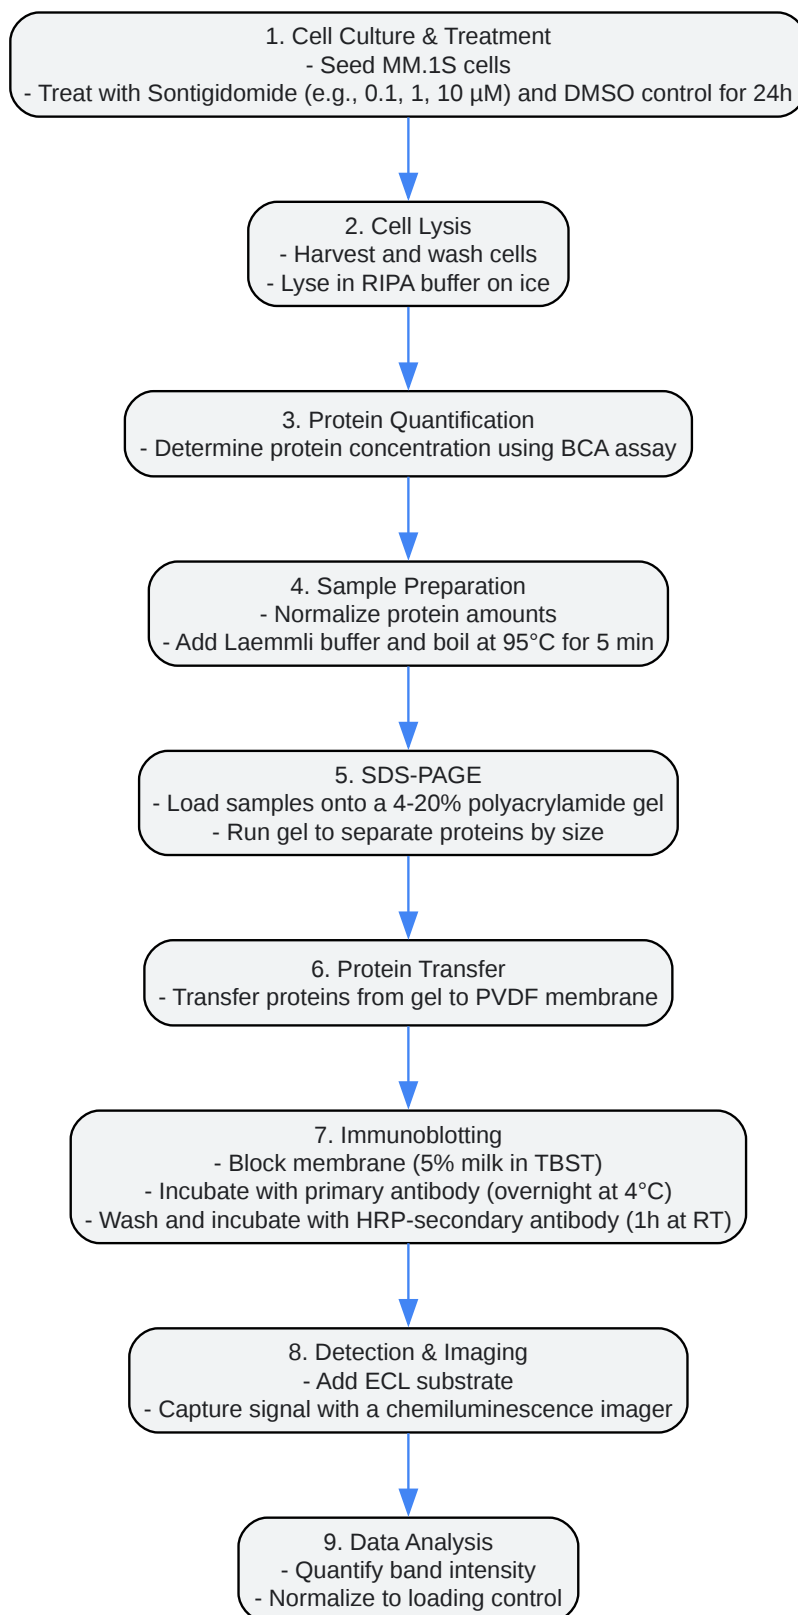 1. Cell Culture & Treatment
- Seed MM.1S cells
- Treat with Sontigidomide (e.g., 0.1, 1, 10 µM) and DMSO control for 24h
2. Cell Lysis
- Harvest and wash cells
- Lyse in RIPA buffer on ice
3. Protein Quantification
- Determine protein concentration using BCA assay
4. Sample Preparation
- Normalize protein amounts
- Add Laemmli buffer and boil at 95°C for 5 min
5. SDS-PAGE
- Load samples onto a 4-20% polyacrylamide gel
- Run gel to separate proteins by size
6. Protein Transfer
- Transfer proteins from gel to PVDF membrane
7. Immunoblotting
- Block membrane (5% milk in TBST)
- Incubate with primary antibody (overnight at 4°C)
- Wash and incubate with HRP-secondary antibody (1h at RT)
8. Detection & Imaging
- Add ECL substrate
- Capture signal with a chemiluminescence imager
9. Data Analysis
- Quantify band intensity
- Normalize to loading control